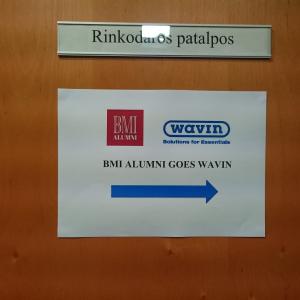 Rinkodaros patalpos
BMI
ALUMNI
wavin
Solutions for Essentials
BMI ALUMNI GOES WAVIN